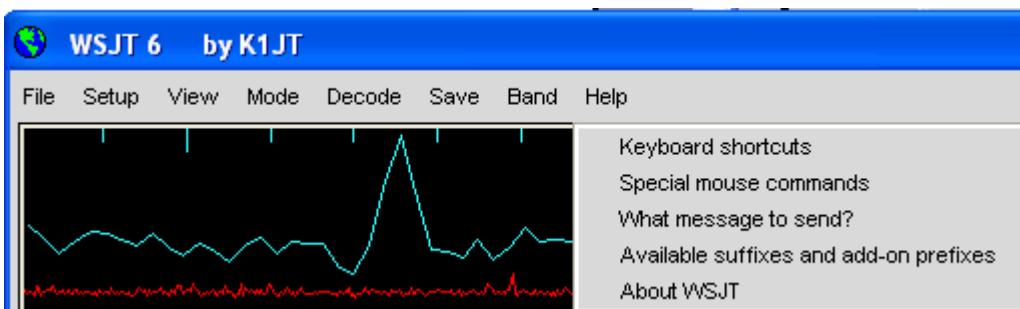 WSJT 6 by K1JT
File Setup View Mode Decode Save Band Help
Keyboard shortcuts
Special mouse commands
What message to send?
Available suffixes and add-on prefixes
About WSJT